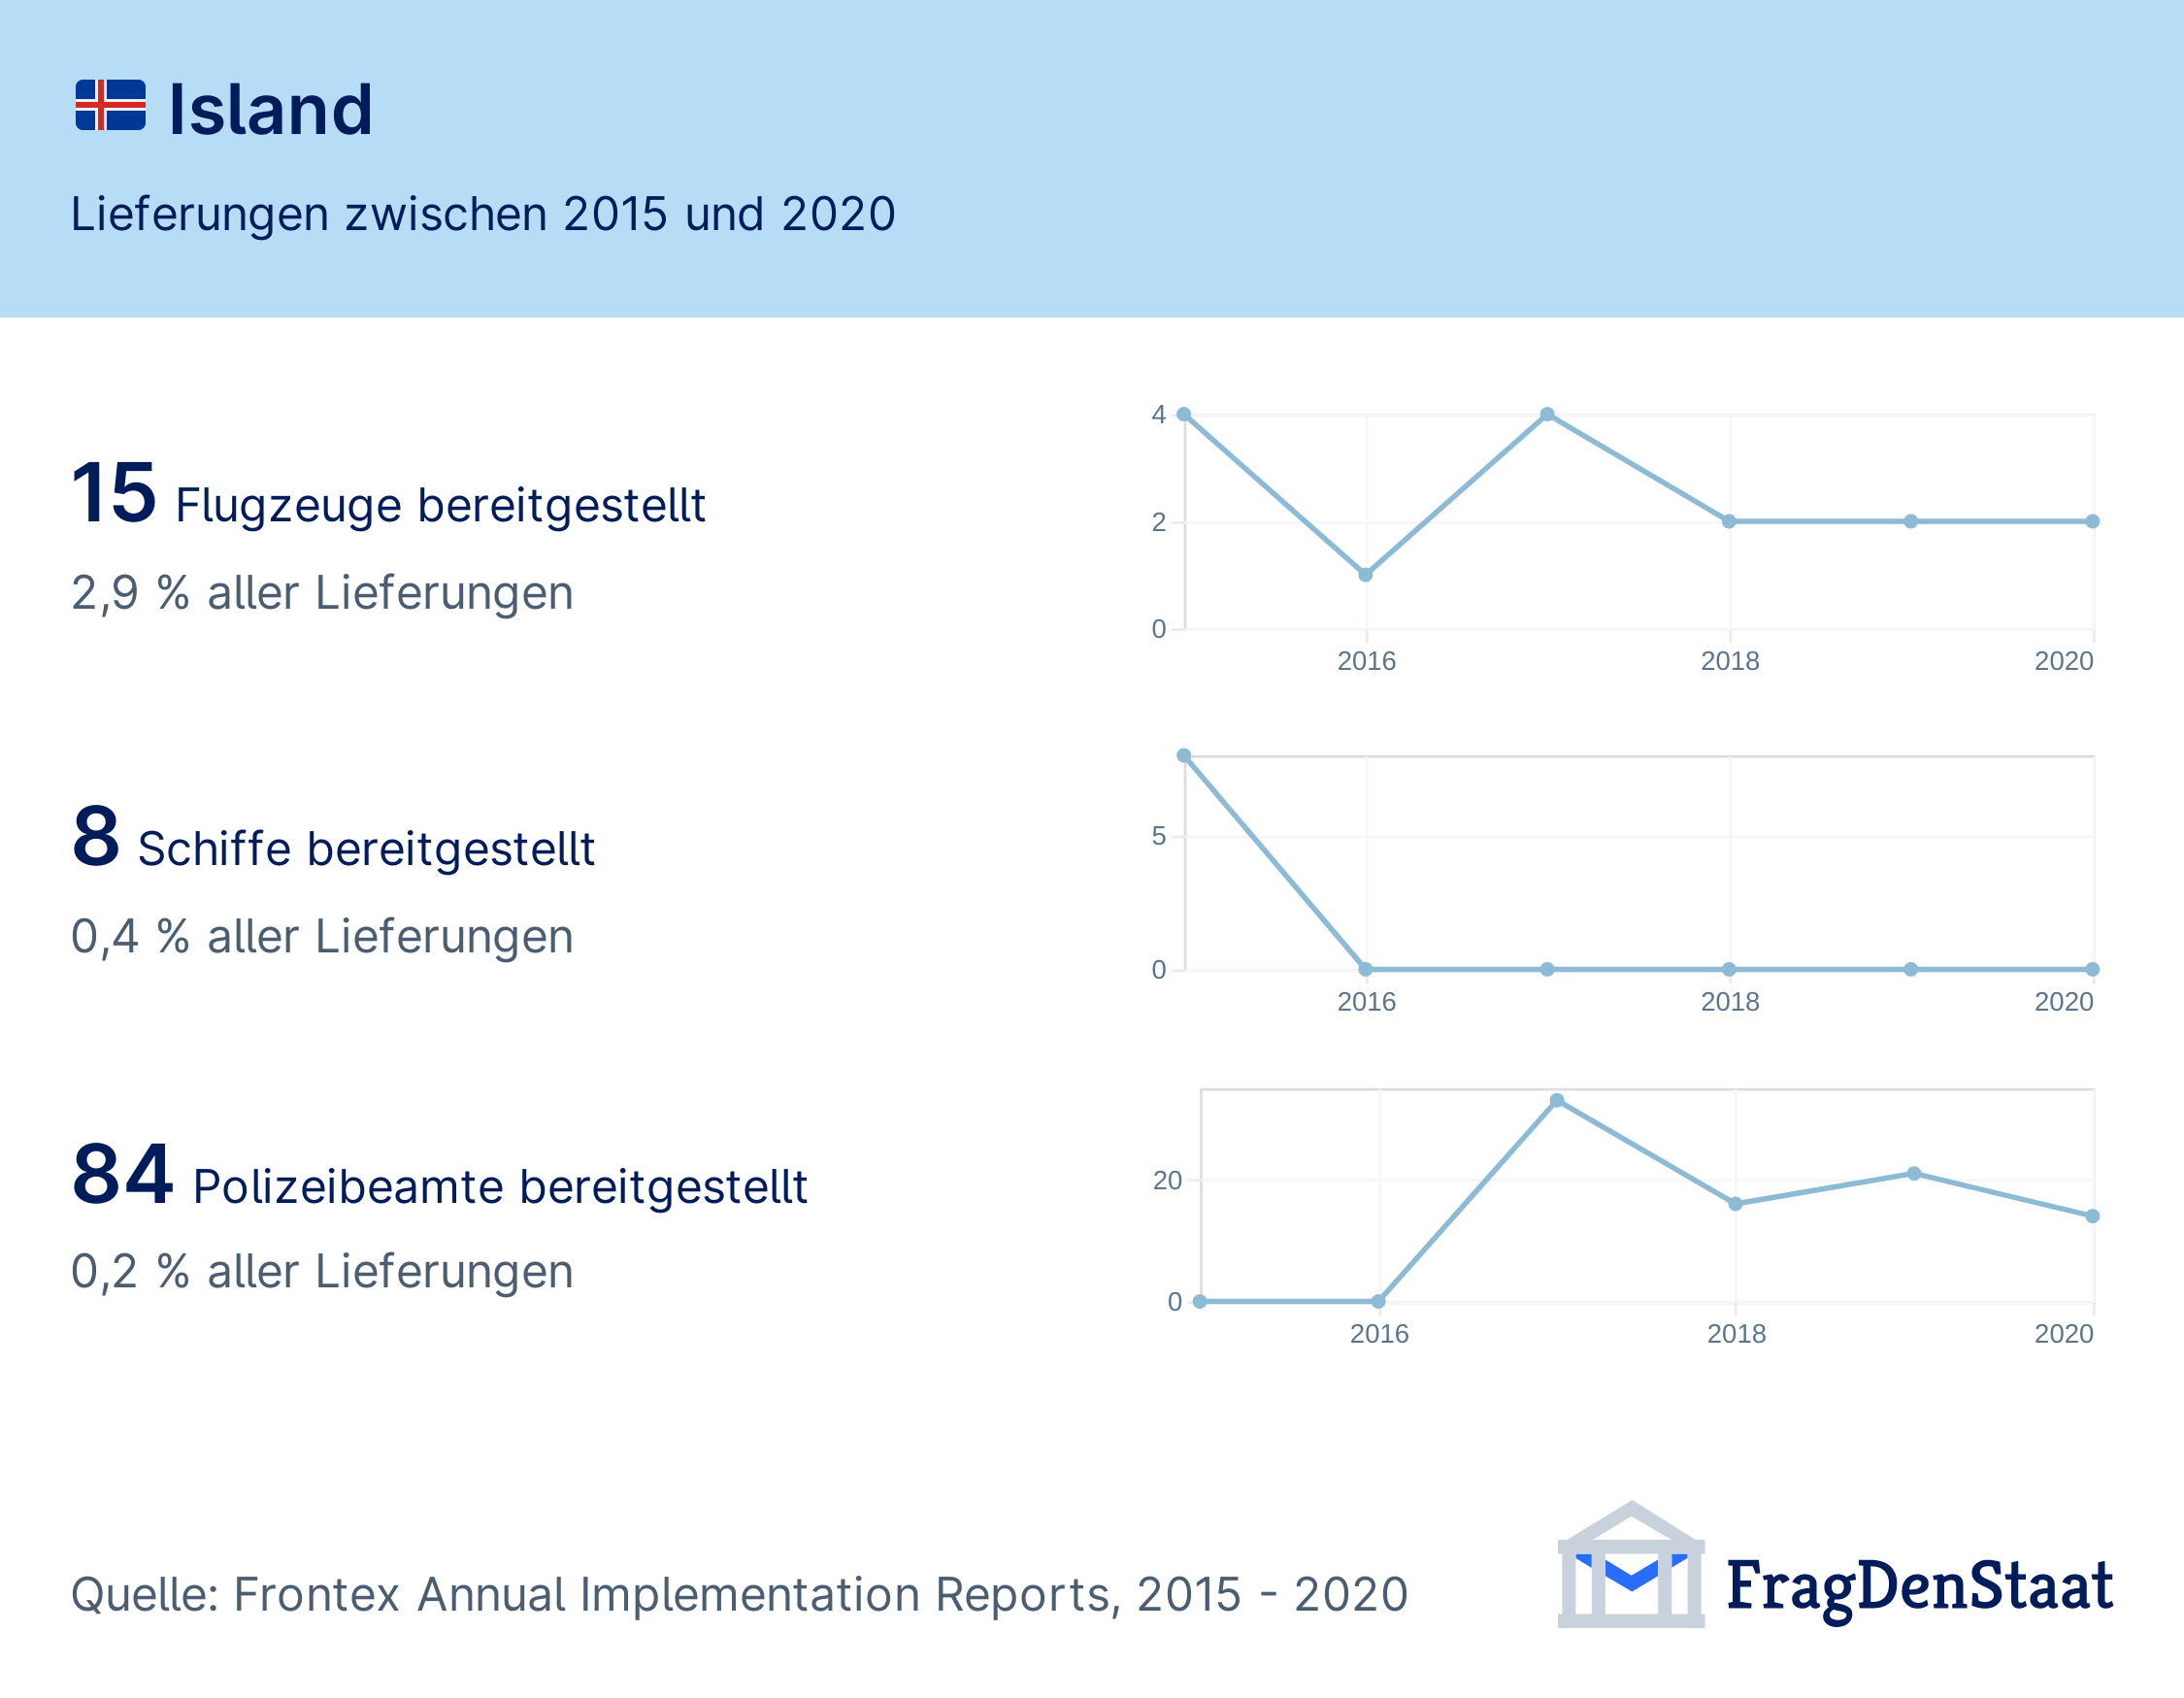 Island
Lieferungen zwischen 2015 und 2020
15 Flugzeuge bereitgestellt
2,9 % aller Lieferungen
4
2
0
2016 2018 2020
8 Schiffe bereitgestellt
0,4 % aller Lieferungen
5
0
2016 2018 2020
84 Polizeibeamte bereitgestellt
0,2 % aller Lieferungen
20
0
2016 2018 2020
Quelle: Frontex Annual Implementation Reports, 2015 - 2020
FragDenStaat